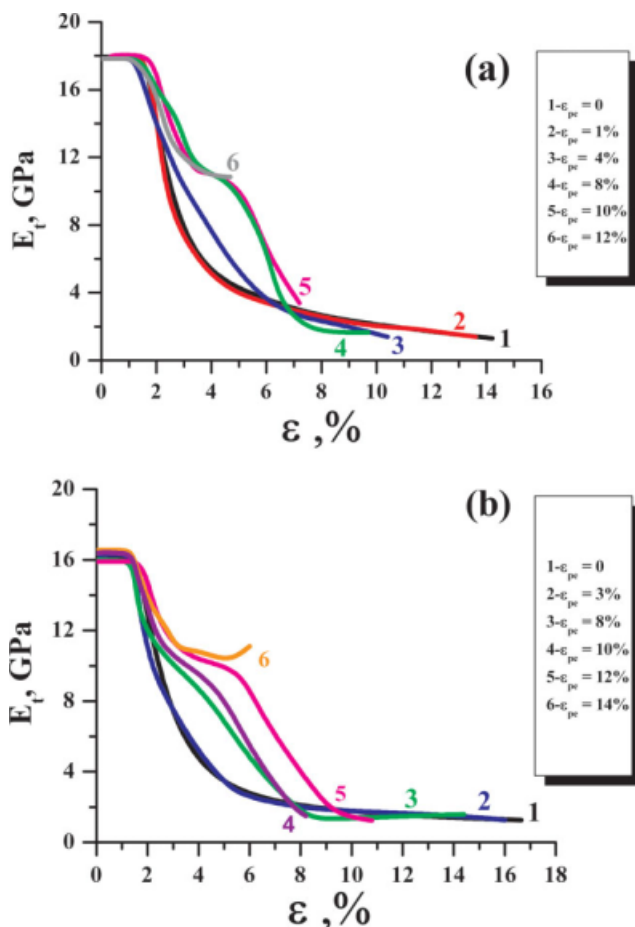 20
16
12
8
4
0
E_t, GPa
(a)
6
5
4
3
2
1
0 2 4 6 8 10 12 14 16
ε ,%
1-ε_pe = 0
2-ε_pe = 1%
3-ε_pe = 4%
4-ε_pe = 8%
5-ε_pe = 10%
6-ε_pe = 12%
20
16
12
8
4
0
E_t, GPa
(b)
6
5
4
3
2
1
0 2 4 6 8 10 12 14 16 18
ε ,%
1-ε_pe = 0
2-ε_pe = 3%
3-ε_pe = 8%
4-ε_pe = 10%
5-ε_pe = 12%
6-ε_pe = 14%